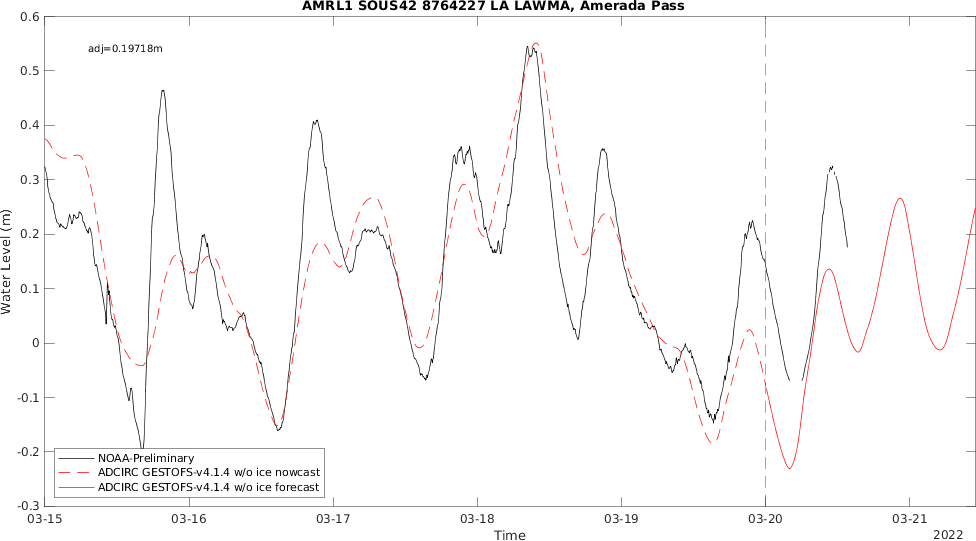 AMRL1 SOUS42 8764227 LA LAWMA, Amerada Pass
adj=0.19718m
0.6
0.5
0.4
0.3
0.2
0.1
0
-0.1
-0.2
-0.3
Water Level (m)
NOAA-Preliminary
ADCIRC GESTOFS-v4.1.4 w/o ice nowcast
ADCIRC GESTOFS-v4.1.4 w/o ice forecast
03-15 03-16 03-17 03-18 03-19 03-20 03-21
Time
2022